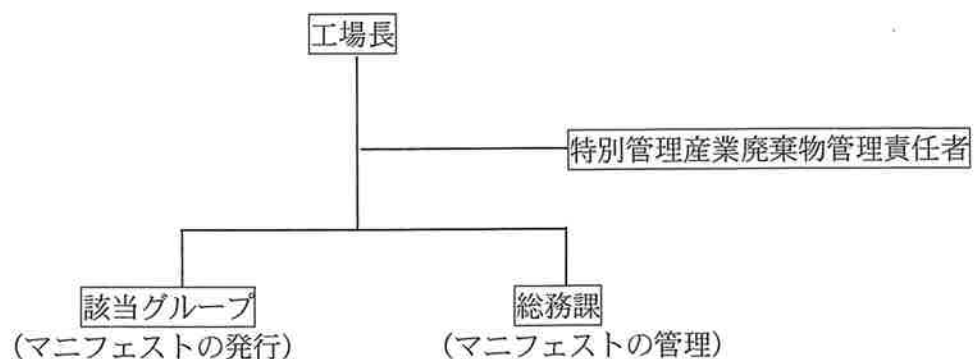 工場長
特別管理産業廃棄物管理責任者
該当グループ
総務課
(マニフェストの発行)
(マニフェストの管理)